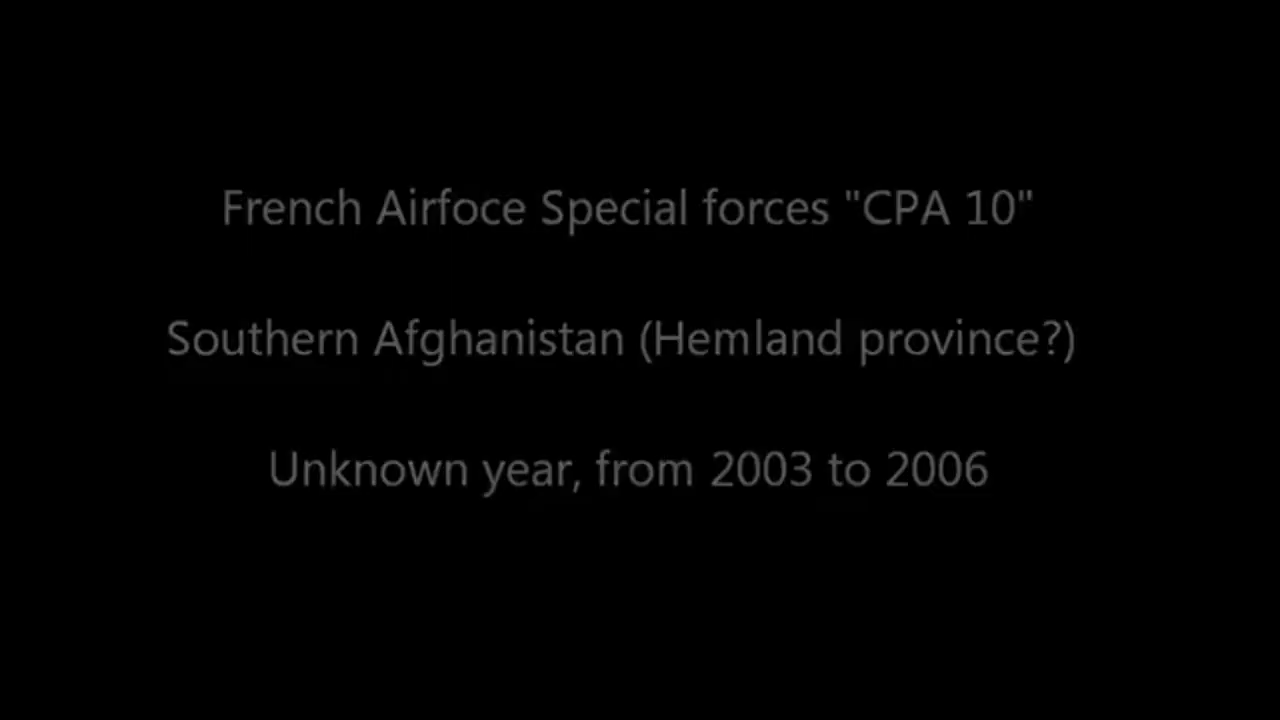 French Airfoce Special forces "CPA 10"
Southern Afghanistan (Hemland province?)
Unknown year, from 2003 to 2006